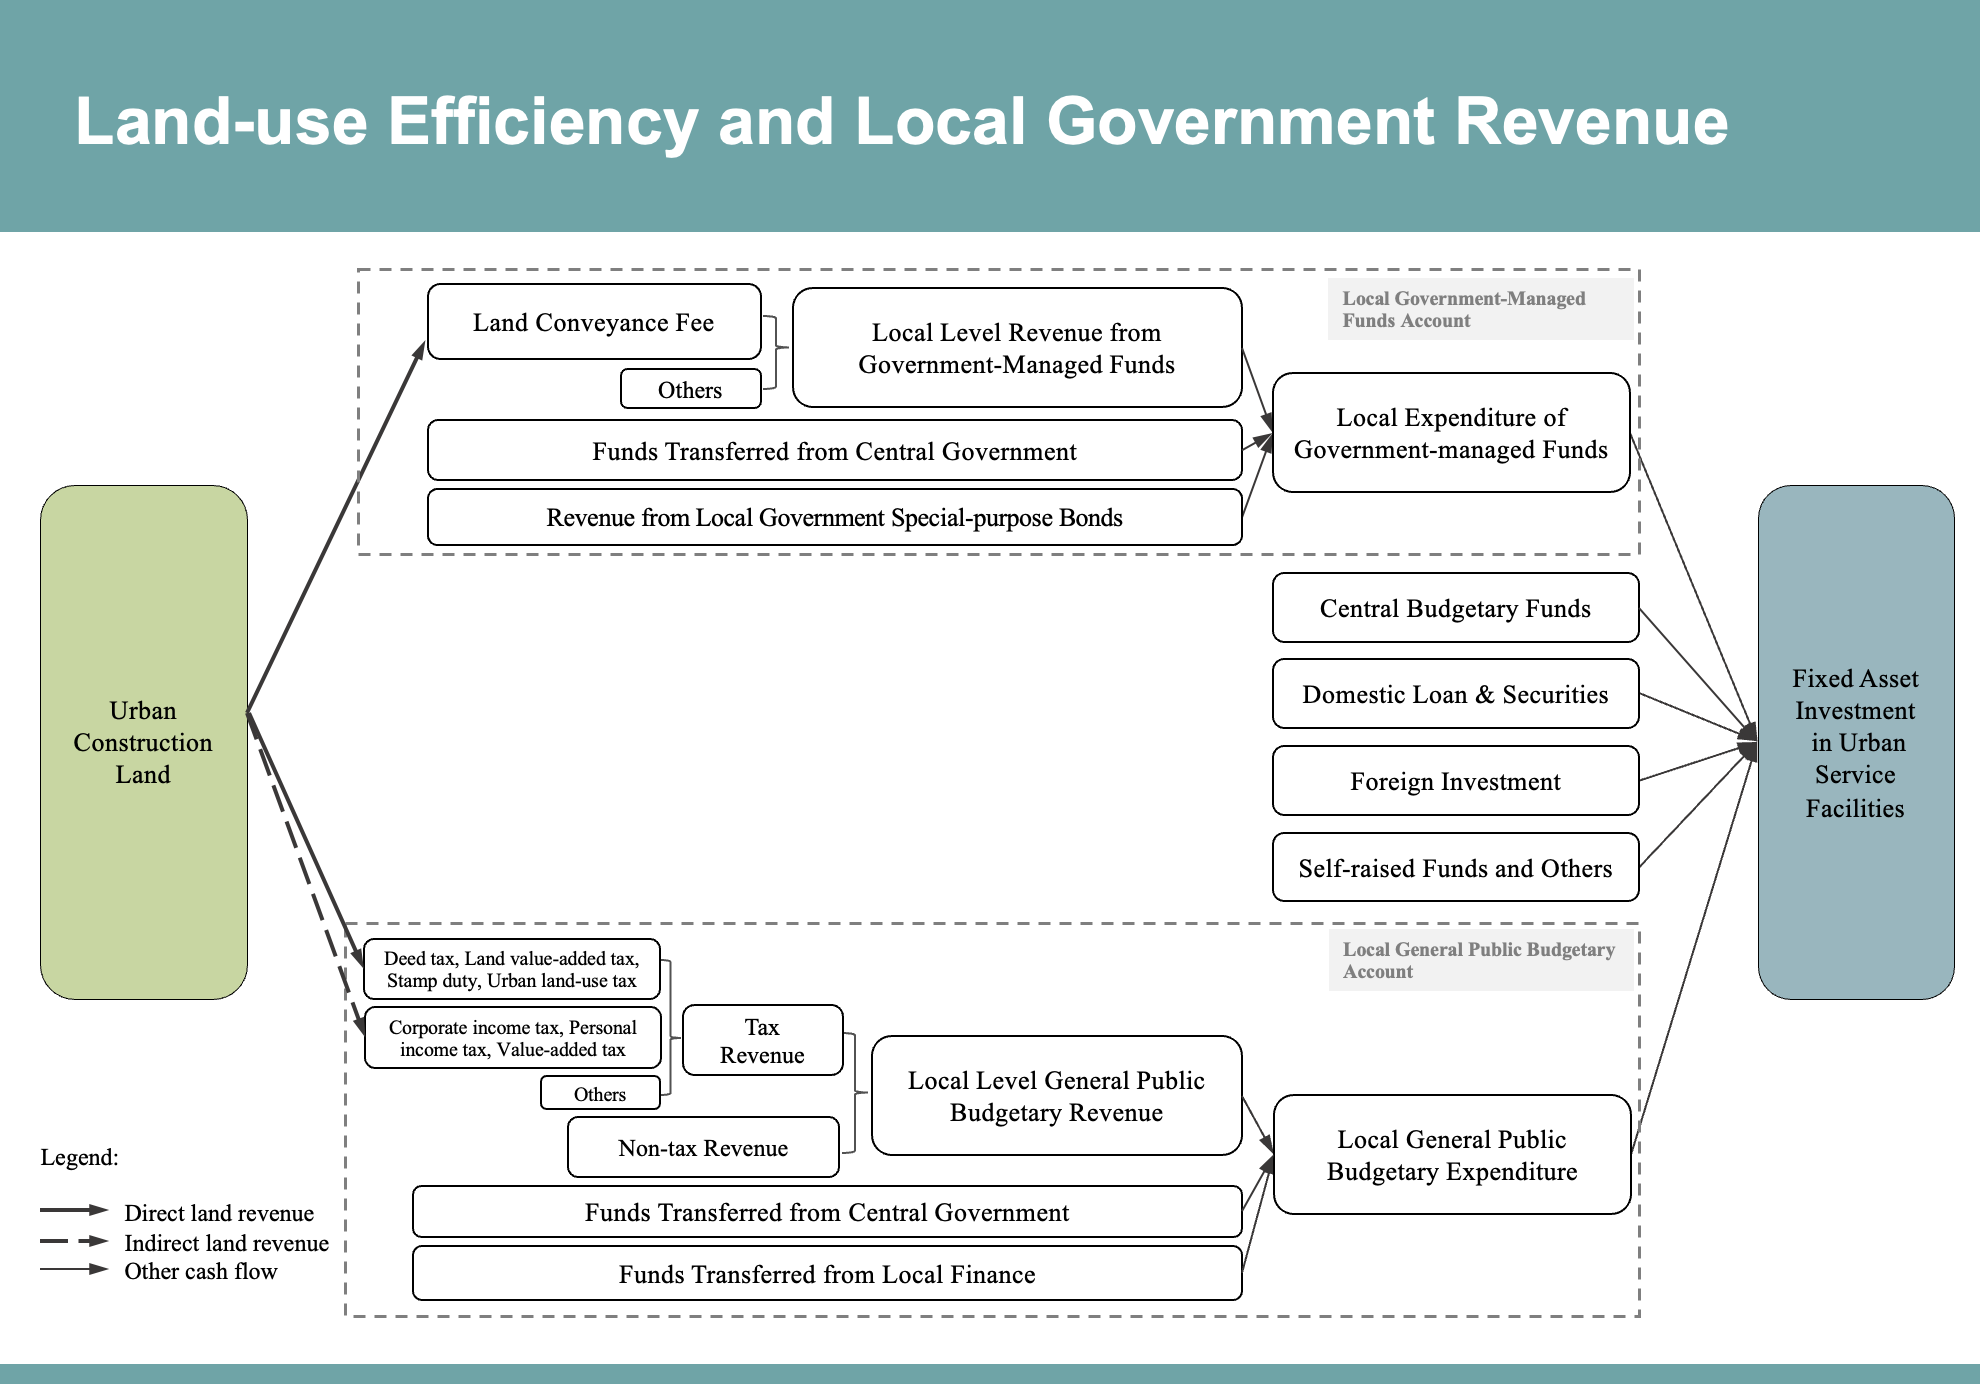 Land-use Efficiency and Local Government Revenue
Local Government-Managed
Funds Account
Land Conveyance Fee
Others
Local Level Revenue from
Government-Managed Funds
Funds Transferred from Central Government
Revenue from Local Government Special-purpose Bonds
Local Expenditure of
Government-managed Funds
Urban
Construction
Land
Central Budgetary Funds
Domestic Loan & Securities
Foreign Investment
Self-raised Funds and Others
Fixed Asset
Investment
in Urban
Service
Facilities
Local General Public Budgetary
Account
Deed tax, Land value-added tax,
Stamp duty, Urban land-use tax
Corporate income tax, Personal
income tax, Value-added tax
Others
Tax
Revenue
Non-tax Revenue
Local Level General Public
Budgetary Revenue
Funds Transferred from Central Government
Funds Transferred from Local Finance
Local General Public
Budgetary Expenditure
Legend:
Direct land revenue
Indirect land revenue
Other cash flow